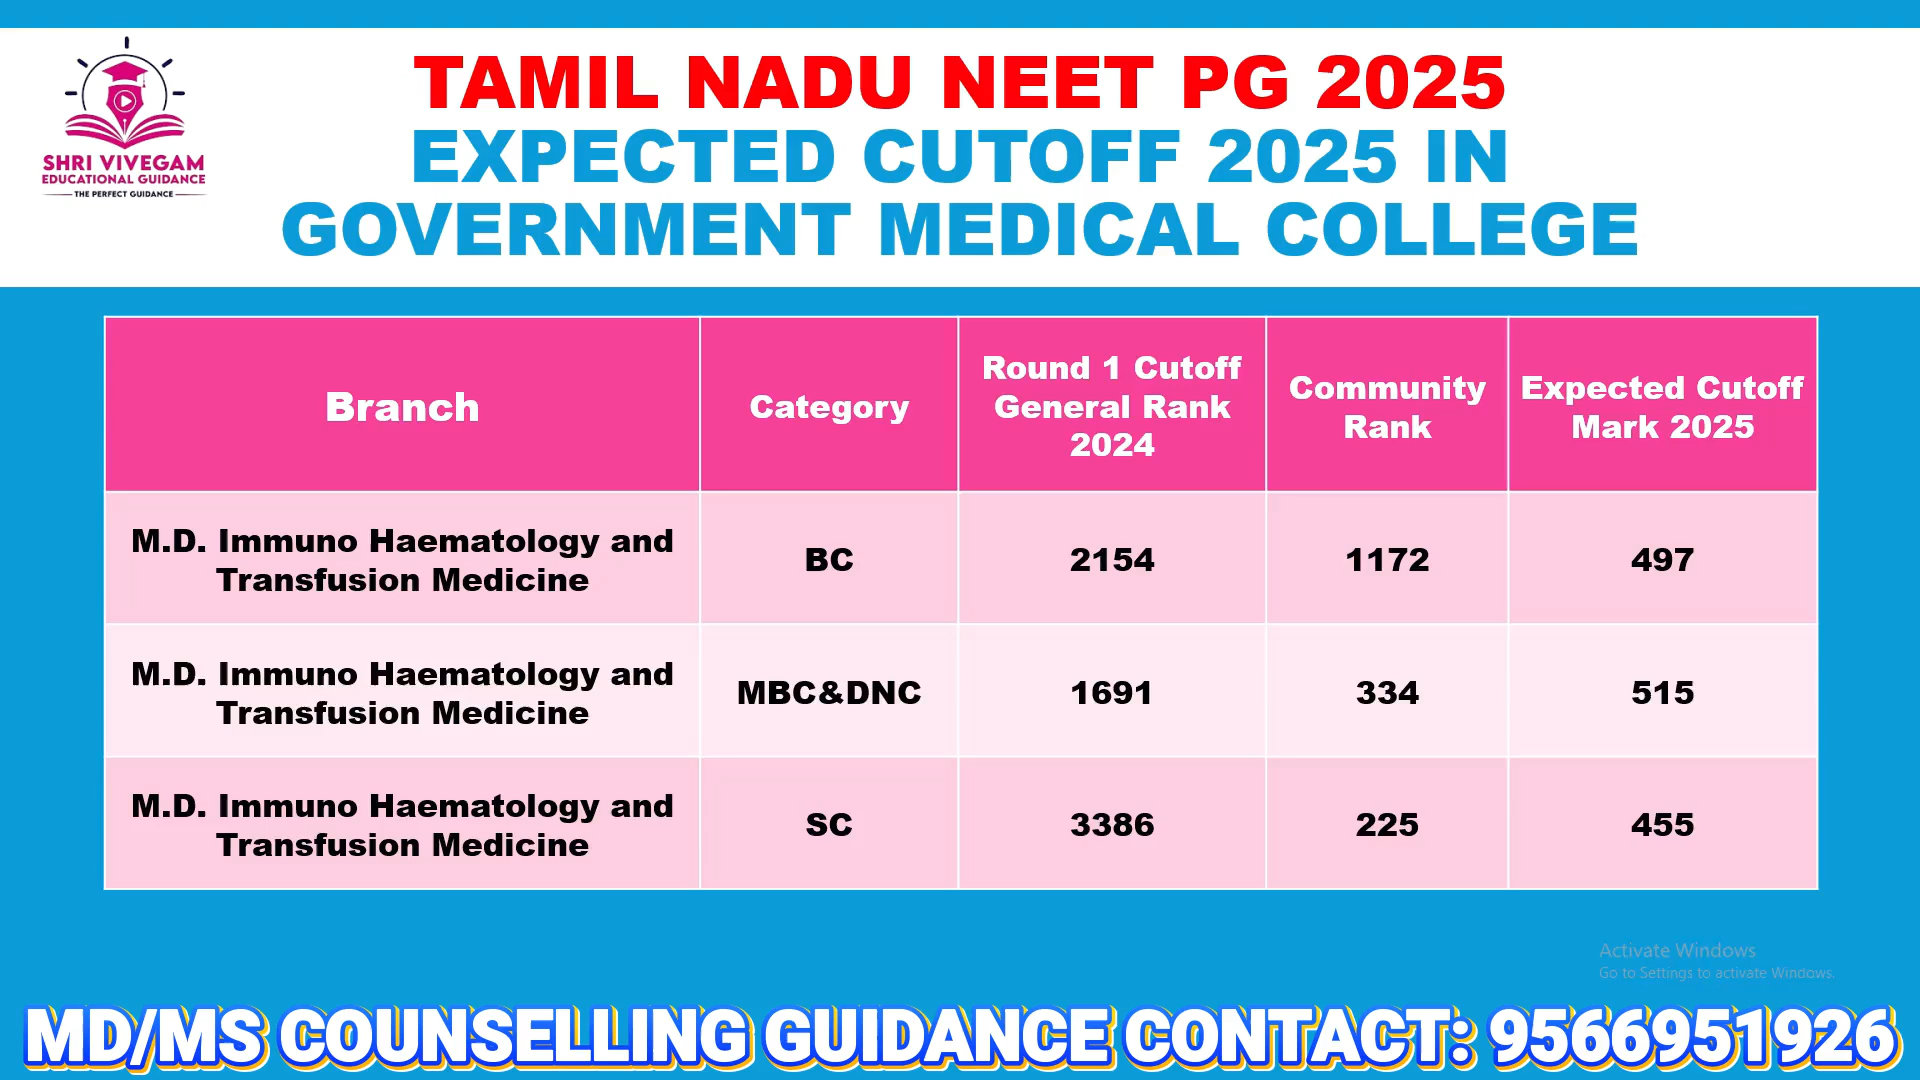 SHRI VIVEGAM
EDUCATIONAL GUIDANCE
THE PERFECT GUIDANCE
TAMIL NADU NEET PG 2025
EXPECTED CUTOFF 2025 IN
GOVERNMENT MEDICAL COLLEGE
Branch
Category
Round 1 Cutoff
General Rank
2024
Community
Rank
Expected Cutoff
Mark 2025
M.D. Immuno Haematology and
Transfusion Medicine
BC
2154
1172
497
M.D. Immuno Haematology and
Transfusion Medicine
MBC&DNC
1691
334
515
M.D. Immuno Haematology and
Transfusion Medicine
SC
3386
225
455
Activate Windows
Go to Settings to activate Windows.
MD/MS COUNSELLING GUIDANCE CONTACT: 9566951926